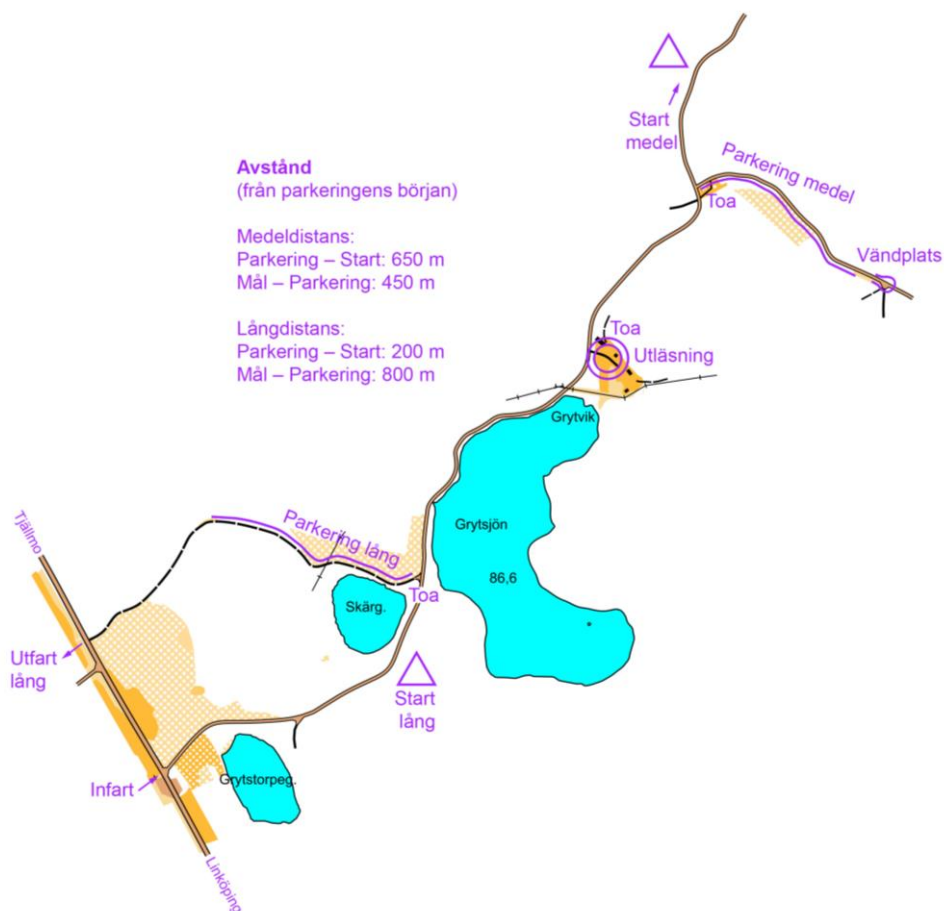 Start
medel
Parkering medel
Avstånd
(från parkeringens början)
Toa
Medeldistans:
Parkering – Start: 650 m
Mål – Parkering: 450 m
Vändplats
Långdistans:
Parkering – Start: 200 m
Mål – Parkering: 800 m
Toa
Utläsning
Grytvik
Tjällmo
Parkering lång
Grytsjön
86,6
Toa
Skärg.
Utfart
lång
Start
lång
Infart
Grytstorpeg.
Linköping